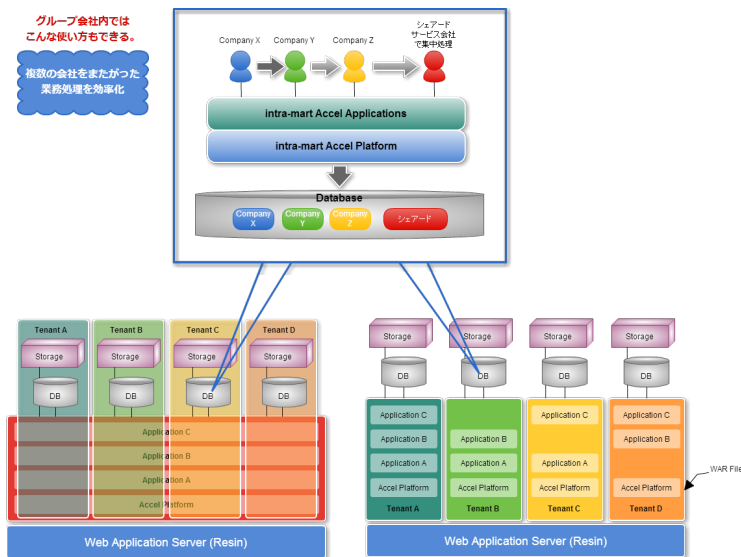 グループ会社内では
こんな使い方もできる。
複数の会社をまたがった
業務処理を効率化
Company X
Company Y
Company Z
シェアード
サービス会社
で集中処理
intra-mart Accel Applications
intra-mart Accel Platform
Database
Company
X
Company
Y
Company
Z
シェアード
Tenant A
Tenant B
Tenant C
Tenant D
Storage
Storage
Storage
Storage
DB
DB
DB
DB
Application C
Application B
Application A
Accel Platform
Web Application Server (Resin)
Storage
Storage
Storage
Storage
DB
DB
DB
DB
Application C
Application B
Application A
Accel Platform
Tenant A
Application B
Application A
Accel Platform
Tenant B
Application C
Application A
Accel Platform
Tenant C
Application C
Application B
Accel Platform
Tenant D
WAR File
Web Application Server (Resin)